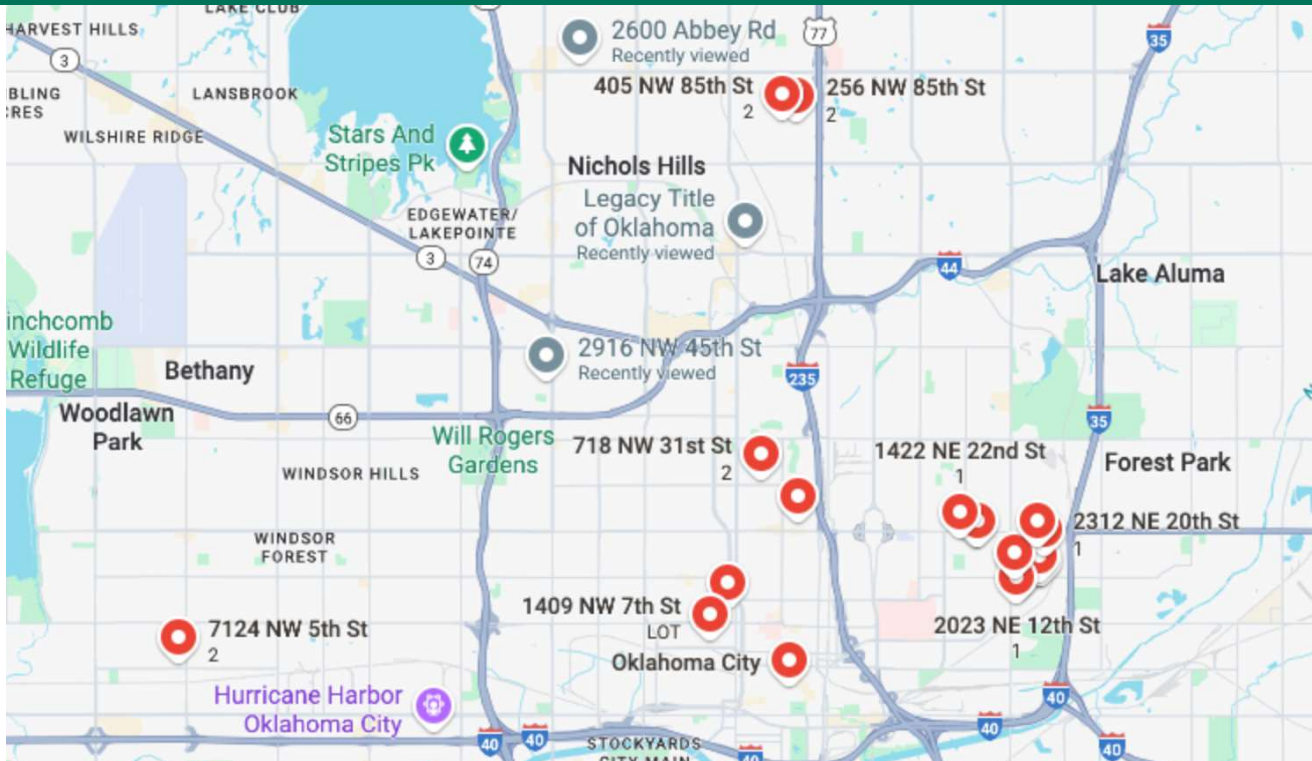 LAKE CLUB
HARVEST HILLS
3
2600 Abbey Rd
Recently viewed
77
35
405 NW 85th St
2
256 NW 85th St
2
BLING
CRES
LANSBROOK
WILSHIRE RIDGE
Stars And
Stripes Pk
Nichols Hills
Legacy Title
of Oklahoma
Recently viewed
EDGEWATER/
LAKEPOINTE
3
74
44
Lake Aluma
inchcomb
Wildlife
Refuge
Bethany
2916 NW 45th St
Recently viewed
235
Woodlawn
Park
66
Will Rogers
Gardens
35
718 NW 31st St
2
1422 NE 22nd St
1
Forest Park
WINDSOR HILLS
2312 NE 20th St
1
WINDSOR
FOREST
1409 NW 7th St
LOT
7124 NW 5th St
2
2023 NE 12th St
1
Oklahoma City
Hurricane Harbor
Oklahoma City
40
40
STOCKYARDS
CITY MAIN
40
40
40
40